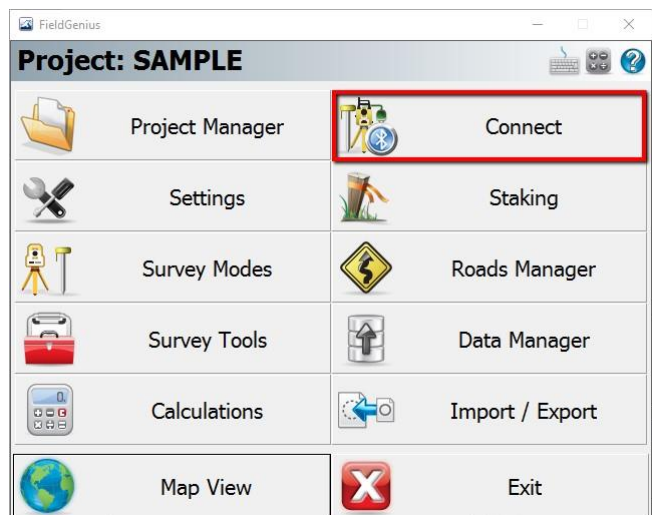 FieldGenius
Project: SAMPLE
Project Manager
Connect
Settings
Staking
Survey Modes
Roads Manager
Survey Tools
Data Manager
0.
Calculations
Import / Export
Map View
Exit